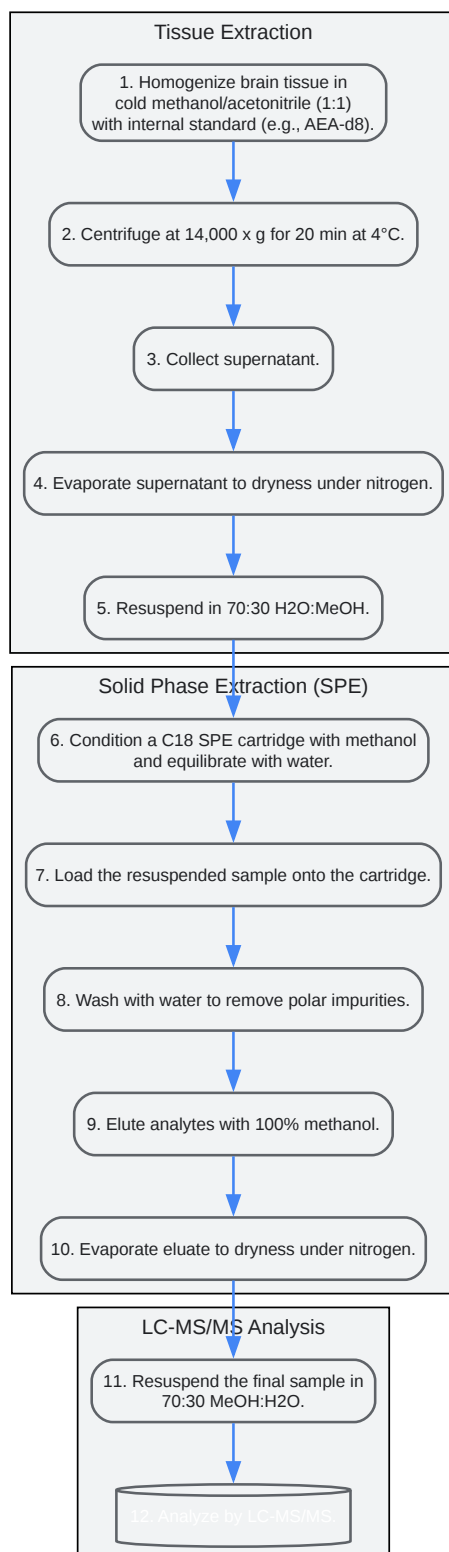 Tissue Extraction
1. Homogenize brain tissue in
cold methanol/acetonitrile (1:1)
with internal standard (e.g., AEA-d8).
2. Centrifuge at 14,000 x g for 20 min at 4°C.
3. Collect supernatant.
4. Evaporate supernatant to dryness under nitrogen.
5. Resuspend in 70:30 H2O:MeOH.
Solid Phase Extraction (SPE)
6. Condition a C18 SPE cartridge with methanol
and equilibrate with water.
7. Load the resuspended sample onto the cartridge.
8. Wash with water to remove polar impurities.
9. Elute analytes with 100% methanol.
10. Evaporate eluate to dryness under nitrogen.
LC-MS/MS Analysis
11. Resuspend the final sample in
70:30 MeOH:H2O.
12. Analyze by LC-MS/MS.